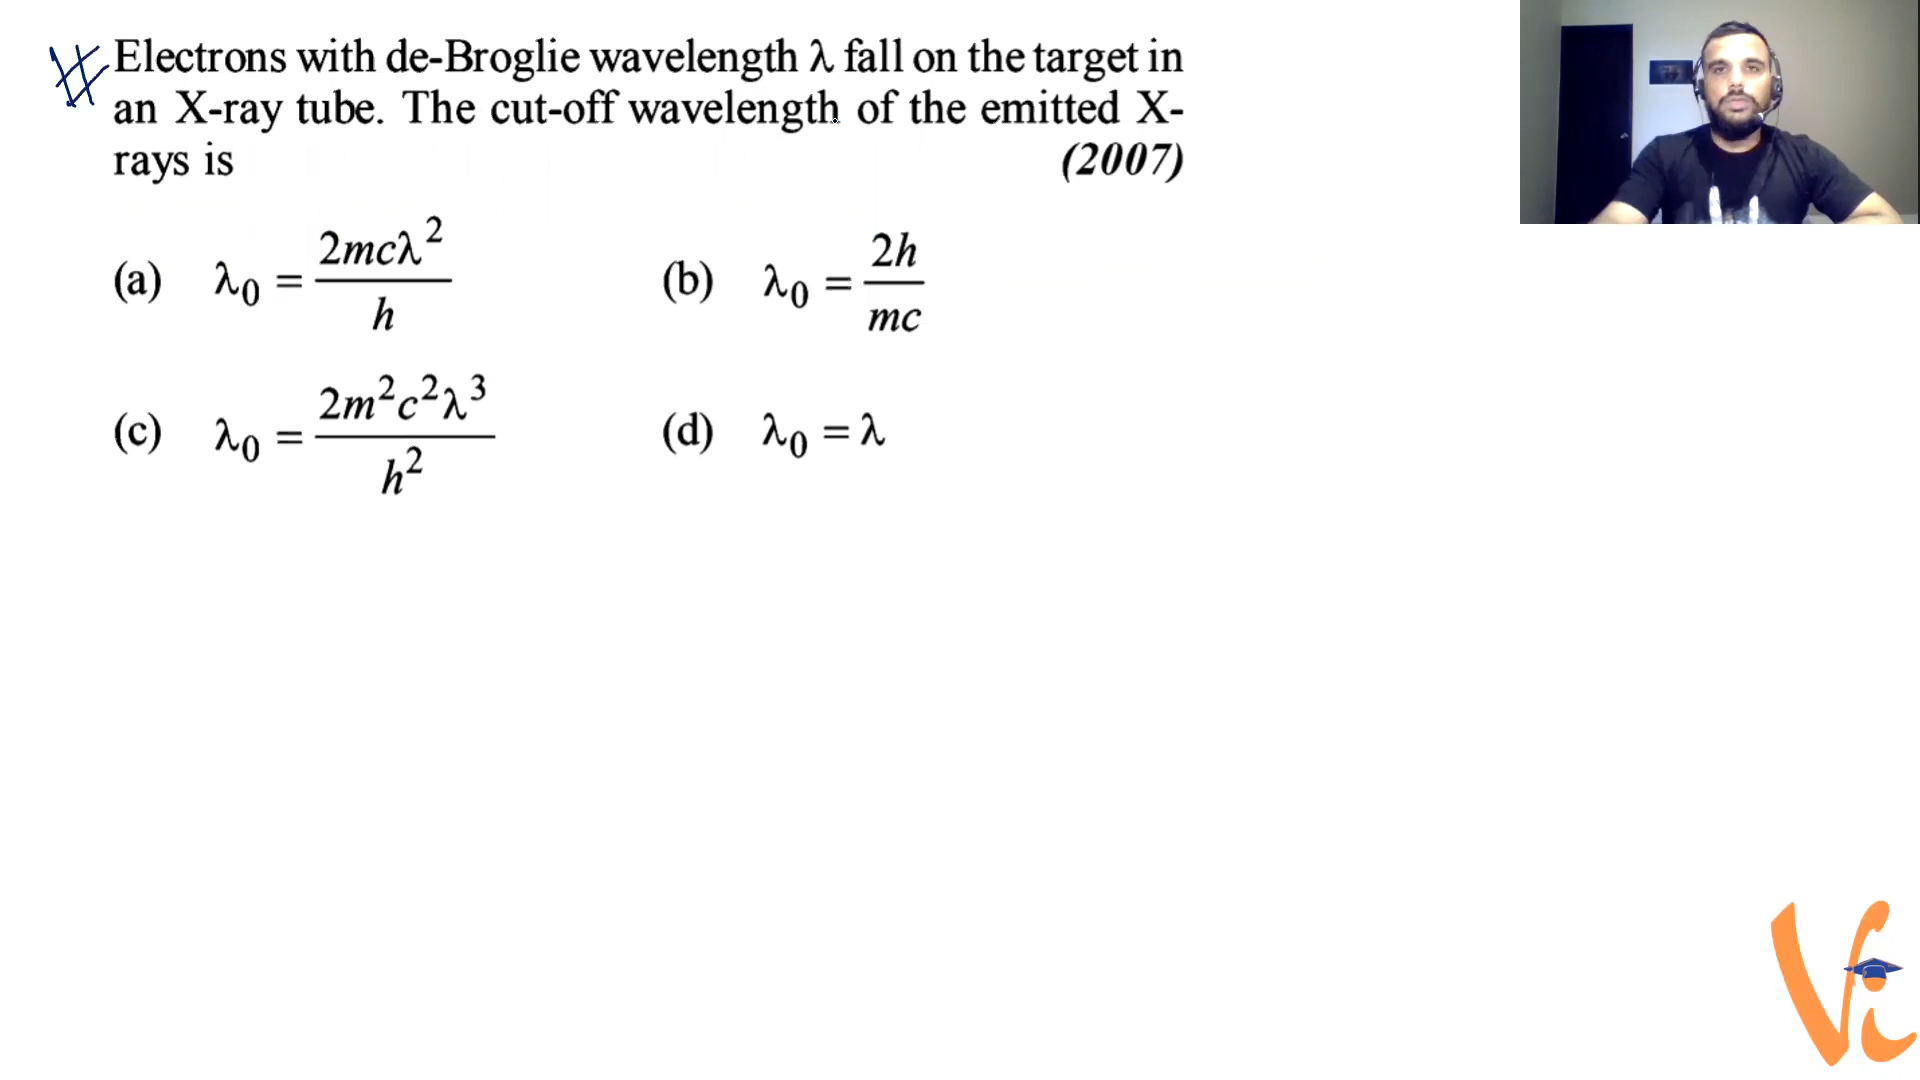 # Electrons with de-Broglie wavelength λ fall on the target in
an X-ray tube. The cut-off wavelength of the emitted X-
rays is (2007)
(a) λ₀ = 2mcλ²/h (b) λ₀ = 2h/mc
(c) λ₀ = 2m²c²λ³/h² (d) λ₀ = λ
Vi